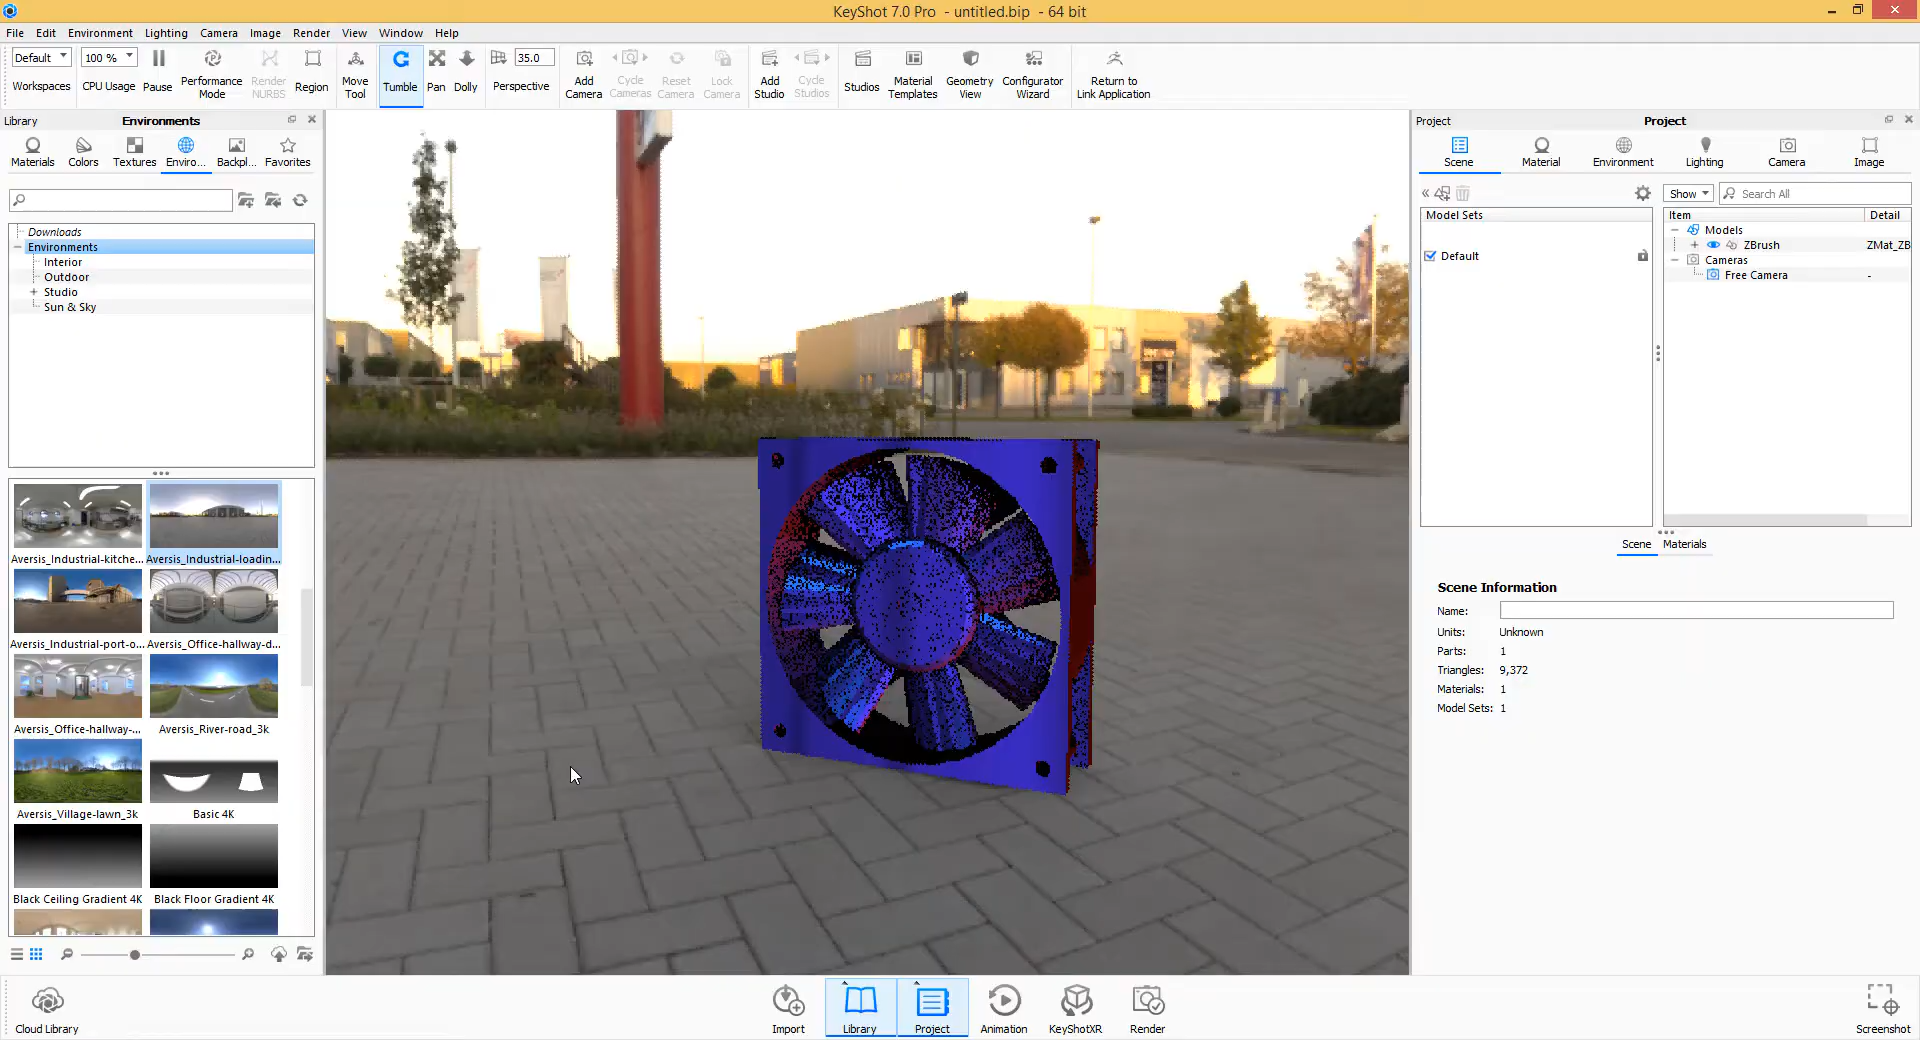 KeyShot 7.0 Pro - untitled.bip - 64 bit
File Edit Environment Lighting Camera Image Render View Window Help
Default 100 % 35.0
Workspaces CPU Usage Pause Performance Mode Render NURBS Region Move Tool Tumble Pan Dolly Perspective Add Camera Cycle Cameras Reset Camera Lock Camera Add Studio Cycle Studios Studios Material Templates Geometry View Configurator Wizard Return to Link Application
Library Environments
Materials Colors Textures Enviro... Backpl... Favorites
Downloads
Environments
Interior
Outdoor
Studio
Sun & Sky
Aversis_Industrial-kitche... Aversis_Industrial-loadin...
Aversis_Industrial-port-o... Aversis_Office-hallway-d...
Aversis_Office-hallway-... Aversis_River-road_3k
Aversis_Village-lawn_3k Basic 4K
Black Ceiling Gradient 4K Black Floor Gradient 4K
Project Project
Scene Material Environment Lighting Camera Image
Show Search All
Model Sets
Default
Item Detail
Models
ZBrush ZMat_ZB
Cameras
Free Camera -
Scene Materials
Scene Information
Name:
Units: Unknown
Parts: 1
Triangles: 9,372
Materials: 1
Model Sets: 1
Cloud Library Import Library Project Animation KeyShotXR Render Screenshot